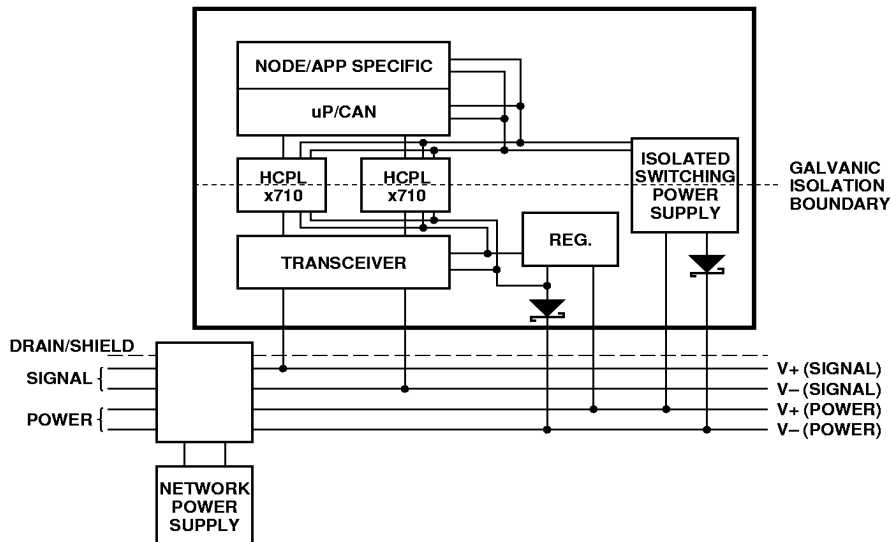 NODE/APP SPECIFIC
uP/CAN
HCPL
x710
HCPL
x710
ISOLATED
SWITCHING
POWER
SUPPLY
GALVANIC
ISOLATION
BOUNDARY
REG.
TRANSCEIVER
DRAIN/SHIELD
SIGNAL
POWER
V+ (SIGNAL)
V– (SIGNAL)
V+ (POWER)
V– (POWER)
NETWORK
POWER
SUPPLY